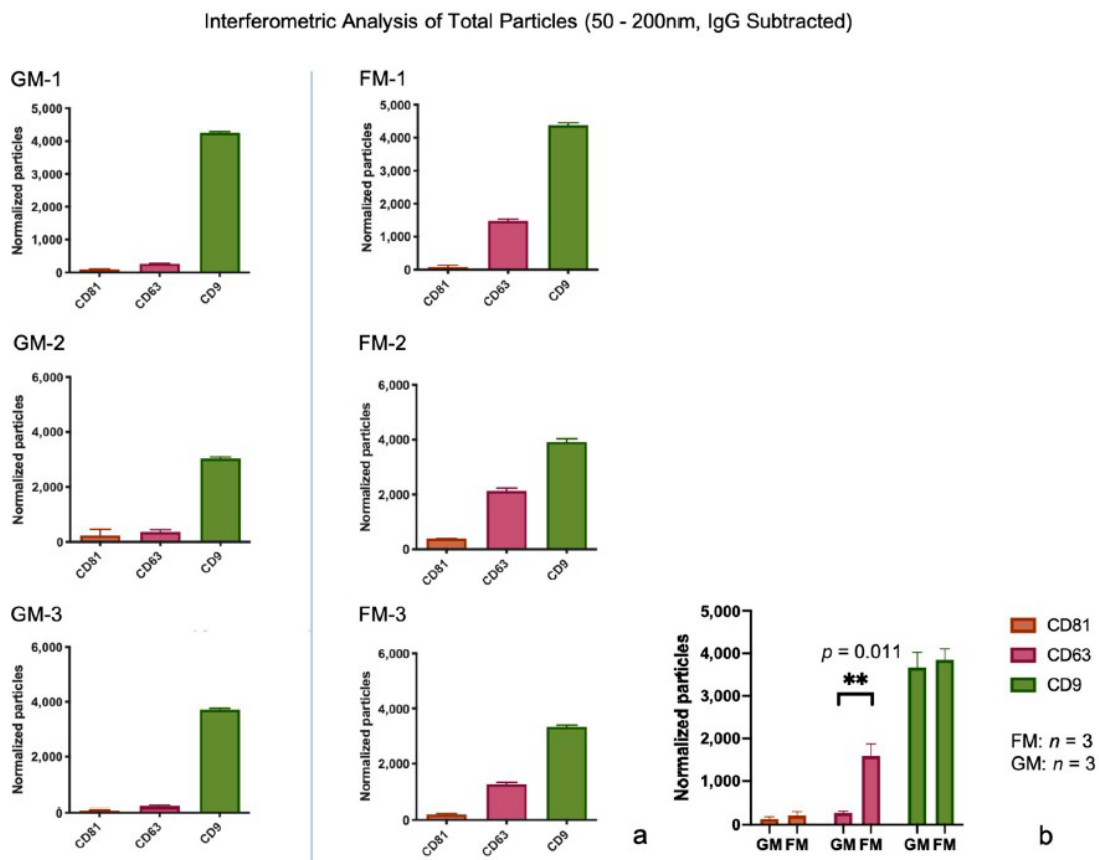 Interferometric Analysis of Total Particles (50 - 200nm, IgG Subtracted)
GM-1
Normalized particles
5,000
4,000
3,000
2,000
1,000
0
CD81
CD63
CD9
FM-1
Normalized particles
5,000
4,000
3,000
2,000
1,000
0
CD81
CD63
CD9
GM-2
Normalized particles
6,000
4,000
2,000
0
CD81
CD63
CD9
FM-2
Normalized particles
6,000
4,000
2,000
0
CD81
CD63
CD9
GM-3
Normalized particles
6,000
4,000
2,000
0
CD81
CD63
CD9
FM-3
Normalized particles
6,000
4,000
2,000
0
CD81
CD63
CD9
a
Normalized particles
5,000
4,000
3,000
2,000
1,000
0
p = 0.011
**
GM FM GM FM GM FM
CD81
CD63
CD9
FM: n = 3
GM: n = 3
b